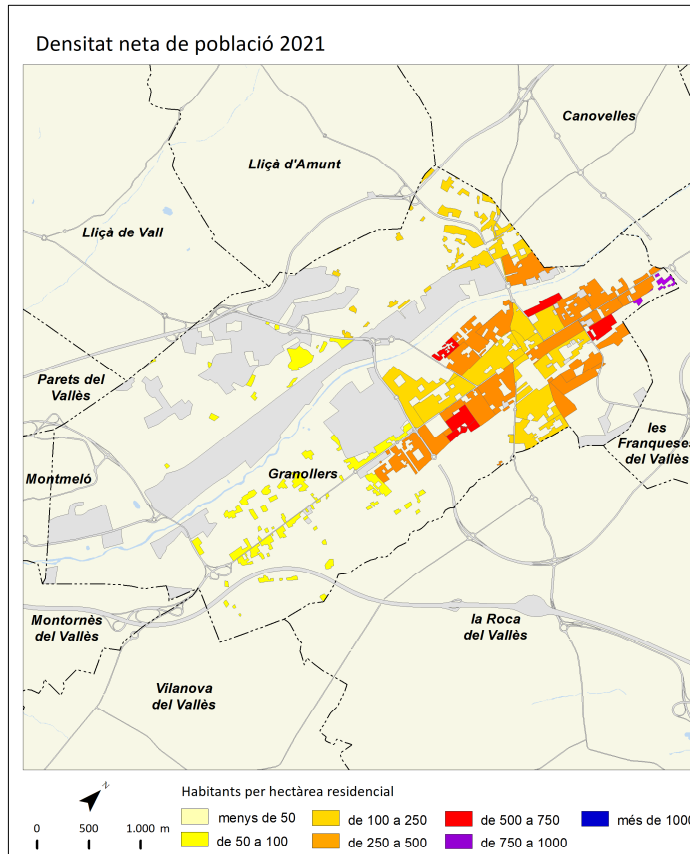 Densitat neta de població 2021
Canovelles
Lliçà d'Amunt
Lliçà de Vall
Parets del
Vallès
les
Franqueses
del Vallès
Montmeló
Granollers
Montornès
del Vallès
la Roca
del Vallès
Vilanova
del Vallès
N
Habitants per hectàrea residencial
menys de 50
de 100 a 250
de 500 a 750
més de 1000
de 50 a 100
de 250 a 500
de 750 a 1000
0 500 1.000 m